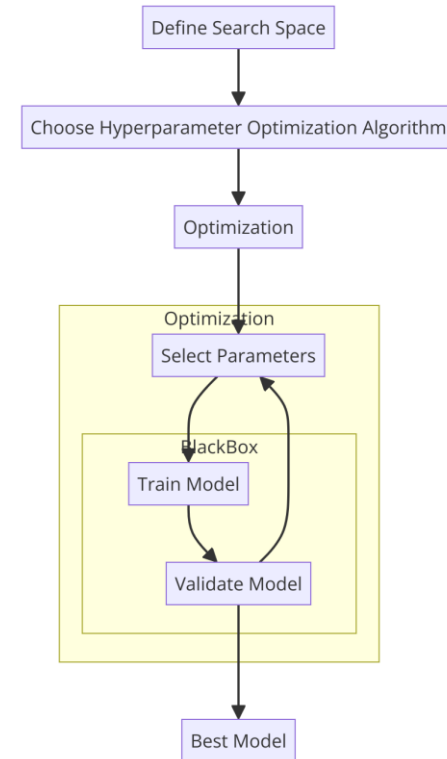 Define Search Space
Choose Hyperparameter Optimization Algorithm
Optimization
Optimization
Select Parameters
BlackBox
Train Model
Validate Model
Best Model